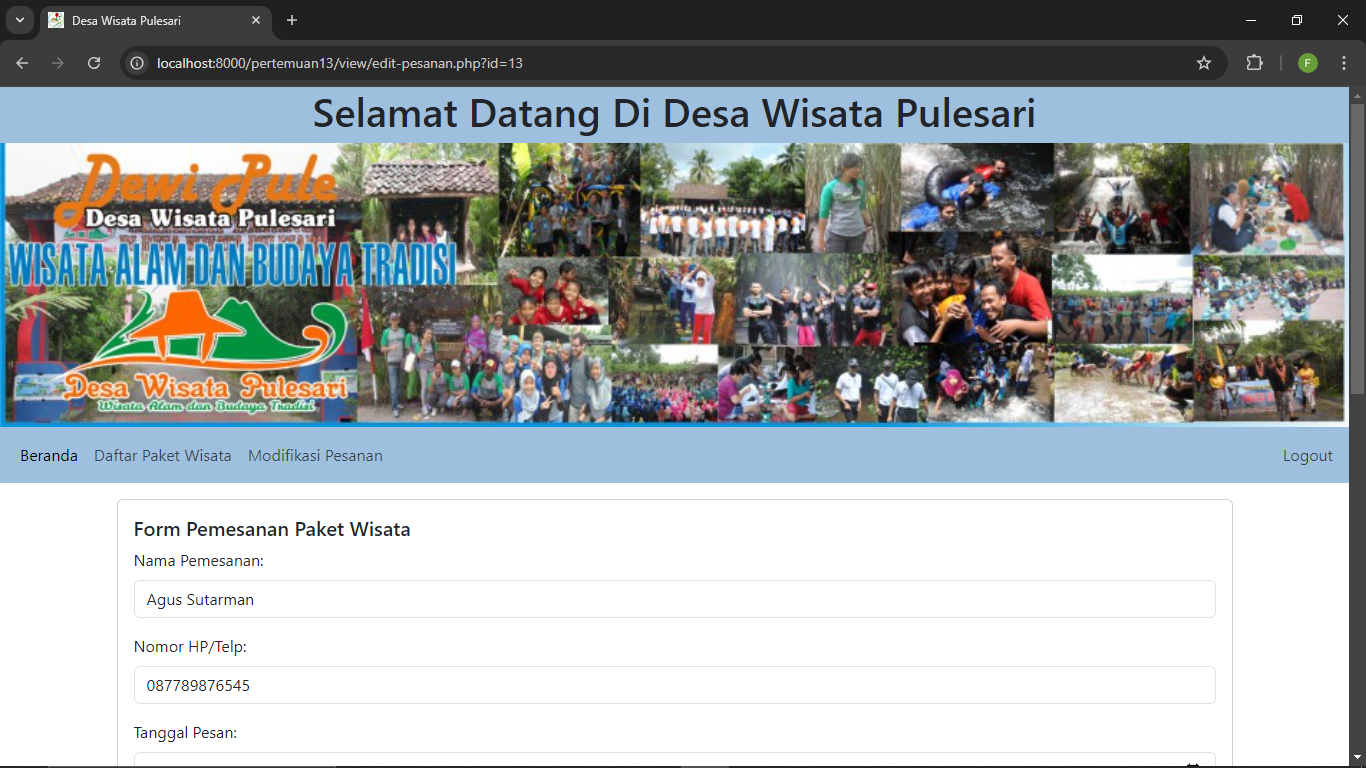 Desa Wisata Pulesari
localhost:8000/pertemuan13/view/edit-pesanan.php?id=13
F
Selamat Datang Di Desa Wisata Pulesari
Dewi Pule
Desa Wisata Pulesari
WISATA ALAM DAN BUDAYA TRADISI
Desa Wisata Pulesari
Wisata Alam dan Budaya Tradisi
Beranda Daftar Paket Wisata Modifikasi Pesanan Logout
Form Pemesanan Paket Wisata
Nama Pemesanan:
Agus Sutarman
Nomor HP/Telp:
087789876545
Tanggal Pesan: